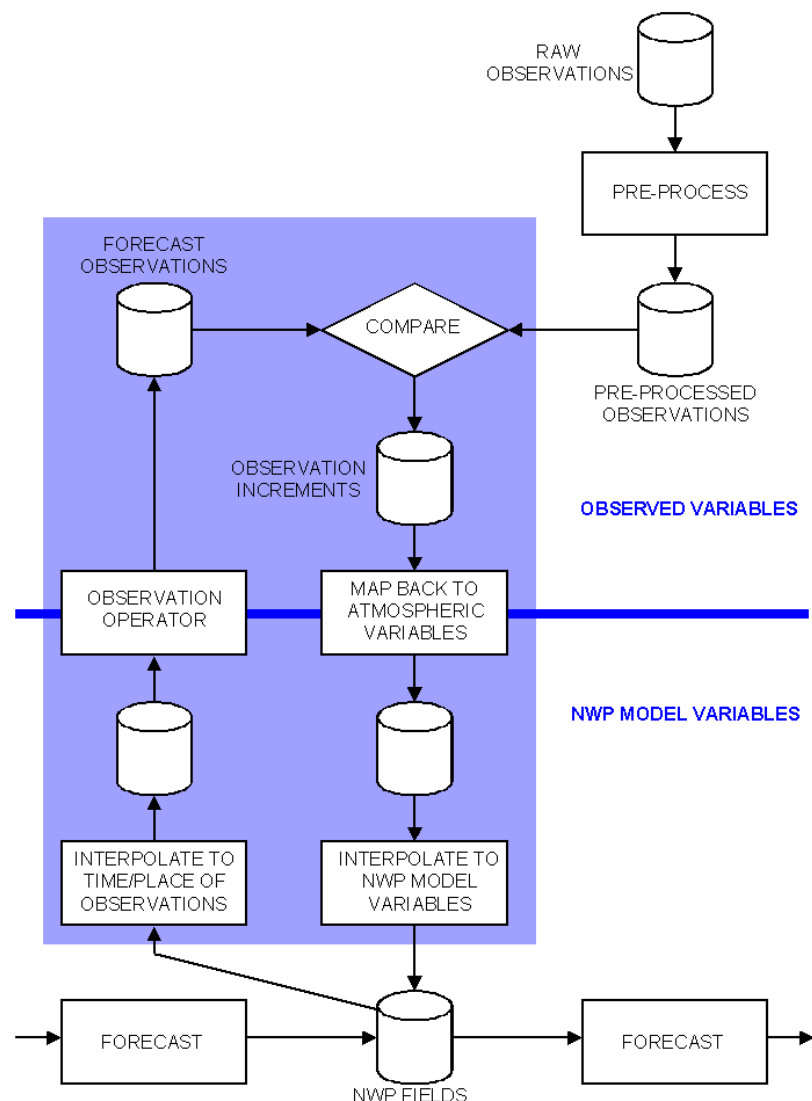 RAW
OBSERVATIONS
PRE-PROCESS
FORECAST
OBSERVATIONS
COMPARE
PRE-PROCESSED
OBSERVATIONS
OBSERVATION
INCREMENTS
OBSERVED VARIABLES
OBSERVATION
OPERATOR
MAP BACK TO
ATMOSPHERIC
VARIABLES
NWP MODEL VARIABLES
INTERPOLATE TO
TIME/PLACE OF
OBSERVATIONS
INTERPOLATE TO
NWP MODEL
VARIABLES
FORECAST
FORECAST
NWP FIELDS